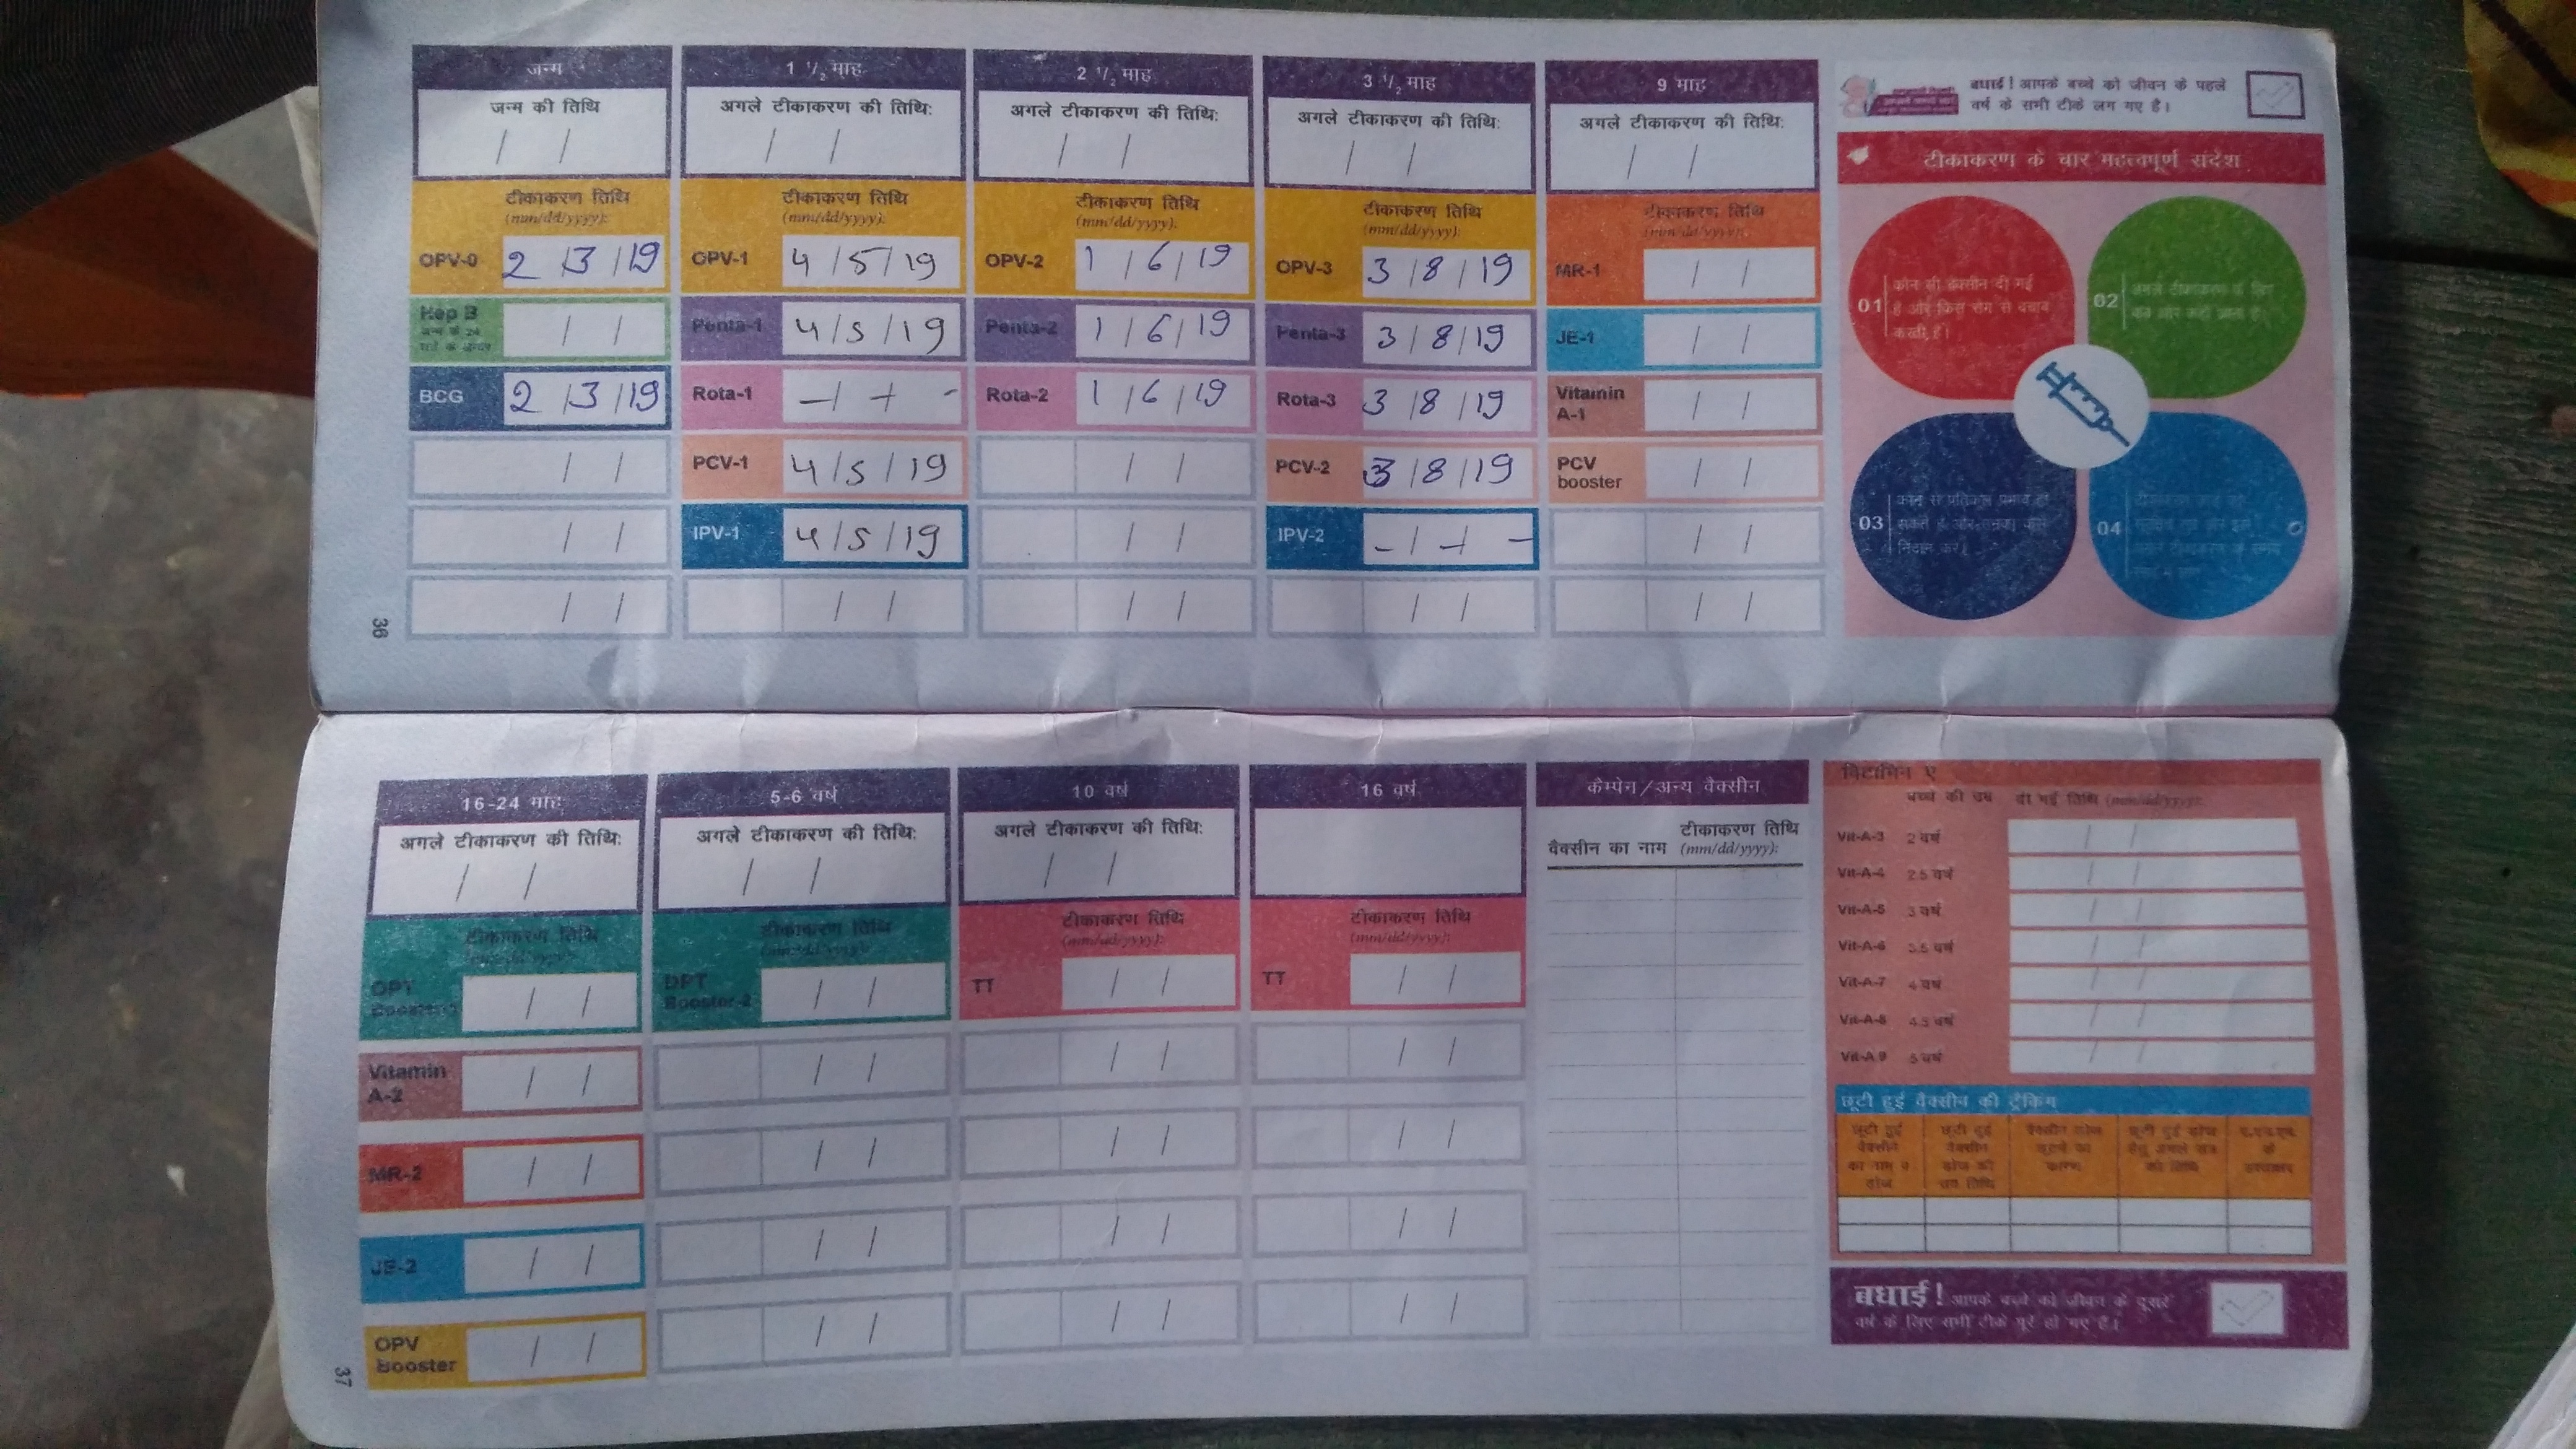 जन्म
जन्म की तिथि
/ /
टीकाकरण तिथि
(mm/dd/yyyy):
OPV-0 2/3/19
Hep B
जन्म के 24
/ /
BCG 2/3/19
/ /
/ /
/ /
36
1 1/2 माह
अगले टीकाकरण की तिथि:
/ /
टीकाकरण तिथि
(mm/dd/yyyy):
OPV-1 4/5/19
Penta-1 4/5/19
Rota-1 -/-/-
PCV-1 4/5/19
IPV-1 4/5/19
/ /
2 1/2 माह
अगले टीकाकरण की तिथि:
/ /
टीकाकरण तिथि
(mm/dd/yyyy):
OPV-2 1/6/19
Penta-2 1/6/19
Rota-2 1/6/19
/ /
/ /
/ /
3 1/2 माह
अगले टीकाकरण की तिथि:
/ /
टीकाकरण तिथि
(mm/dd/yyyy):
OPV-3 3/8/19
Penta-3 3/8/19
Rota-3 3/8/19
PCV-2 3/8/19
IPV-2 -/-/-
/ /
9 माह
अगले टीकाकरण की तिथि:
/ /
टीकाकरण तिथि
(mm/dd/yyyy):
MR-1 / /
JE-1 / /
Vitamin
A-1 / /
PCV
booster / /
/ /
/ /
बधाई! आपके बच्चे को जीवन के पहले
वर्ष के सभी टीके लग गए है।
टीकाकरण के चार महत्वपूर्ण संदेश
01
कौन सी वैक्सीन दी गई
है और किस रोग से बचाव
करती है।
02
अगले टीकाकरण के लिए
कब और कहाँ आना है।
03
कौन से प्रतिकूल प्रभाव हो
सकते है और उनका कैसे
निदान करें।
04
16-24 माह
अगले टीकाकरण की तिथि:
/ /
टीकाकरण तिथि
(mm/dd/yyyy):
DPT
Booster-1 / /
Vitamin
A-2 / /
MR-2 / /
JE-2 / /
OPV
Booster / /
37
5-6 वर्ष
अगले टीकाकरण की तिथि:
/ /
टीकाकरण तिथि
(mm/dd/yyyy):
DPT
Booster-2 / /
/ /
/ /
/ /
/ /
10 वर्ष
अगले टीकाकरण की तिथि:
/ /
टीकाकरण तिथि
(mm/dd/yyyy):
TT / /
/ /
/ /
/ /
/ /
16 वर्ष
टीकाकरण तिथि
(mm/dd/yyyy):
TT / /
/ /
/ /
/ /
/ /
कैम्पेन/अन्य वैक्सीन
टीकाकरण तिथि
वैक्सीन का नाम (mm/dd/yyyy):
विटामिन ए
बच्चे की उम्र दी गई तिथि (mm/dd/yyyy):
Vit-A-3 2 वर्ष / /
Vit-A-4 2.5 वर्ष / /
Vit-A-5 3 वर्ष / /
Vit-A-6 3.5 वर्ष / /
Vit-A-7 4 वर्ष / /
Vit-A-8 4.5 वर्ष / /
Vit-A 9 5 वर्ष / /
छूटी हुई वैक्सीन की ट्रैकिंग
छूटी हुई
वैक्सीन
का नाम व
डोज
छूटी हुई
वैक्सीन
डोज की
तिथि
बधाई! आपके बच्चे को जीवन के दूसरे
वर्ष के लिए सभी टीके पूरे हो गए है।